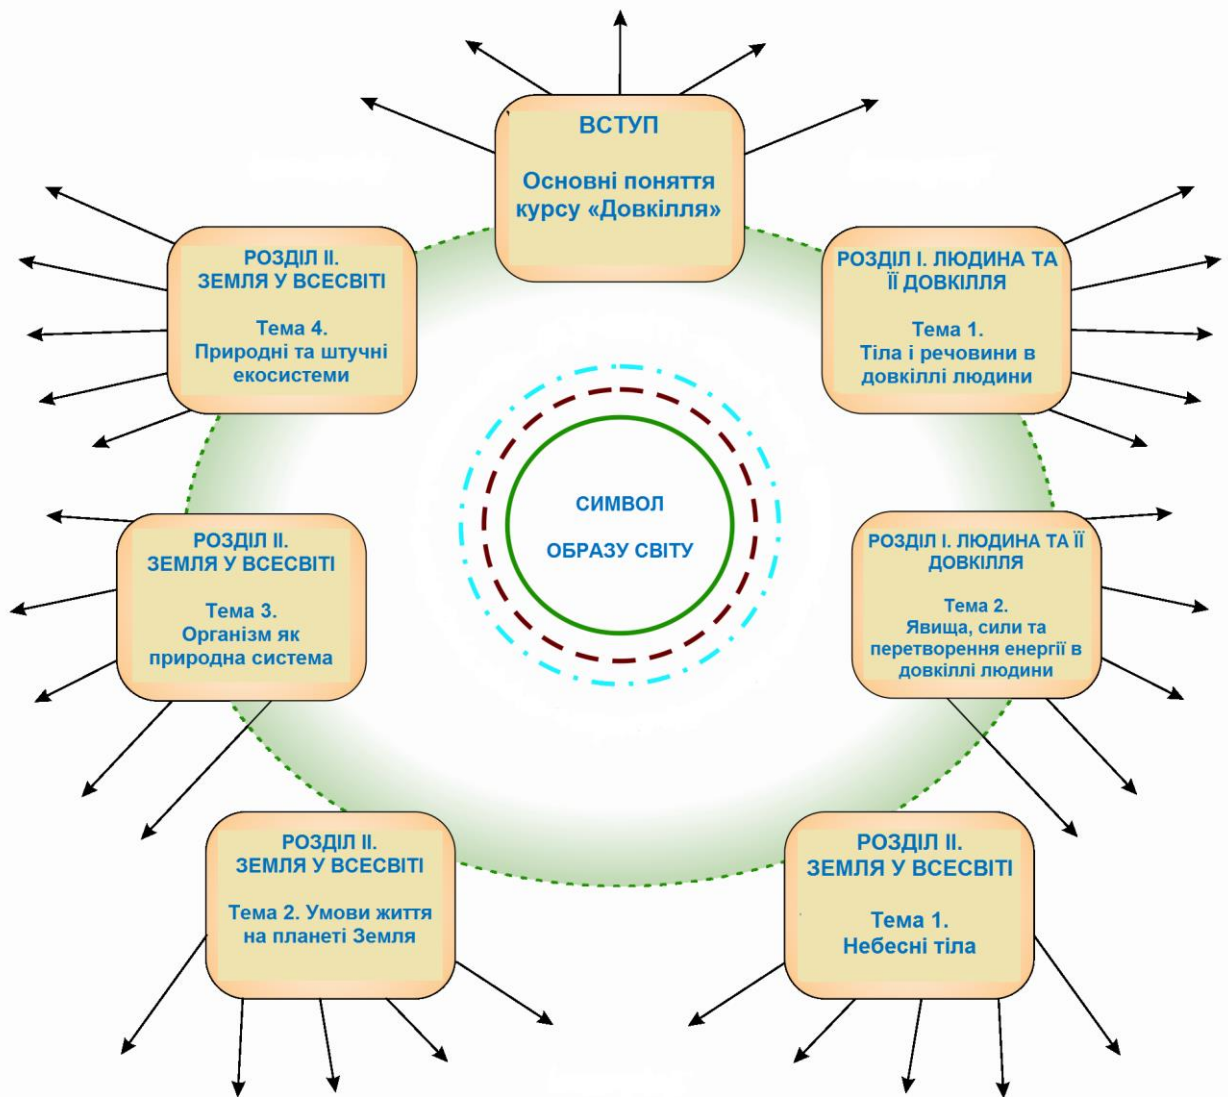 ВСТУП
Основні поняття
курсу «Довкілля»
РОЗДІЛ І. ЛЮДИНА ТА
ЇЇ ДОВКІЛЛЯ
Тема 1.
Тіла і речовини в
довкіллі людини
РОЗДІЛ І. ЛЮДИНА ТА ЇЇ
ДОВКІЛЛЯ
Тема 2.
Явища, сили та
перетворення енергії в
довкіллі людини
РОЗДІЛ ІІ.
ЗЕМЛЯ У ВСЕСВІТІ
Тема 1.
Небесні тіла
РОЗДІЛ ІІ.
ЗЕМЛЯ У ВСЕСВІТІ
Тема 2. Умови життя
на планеті Земля
РОЗДІЛ ІІ.
ЗЕМЛЯ У ВСЕСВІТІ
Тема 3.
Організм як
природна система
РОЗДІЛ ІІ.
ЗЕМЛЯ У ВСЕСВІТІ
Тема 4.
Природні та штучні
екосистеми
СИМВОЛ
ОБРАЗУ СВІТУ